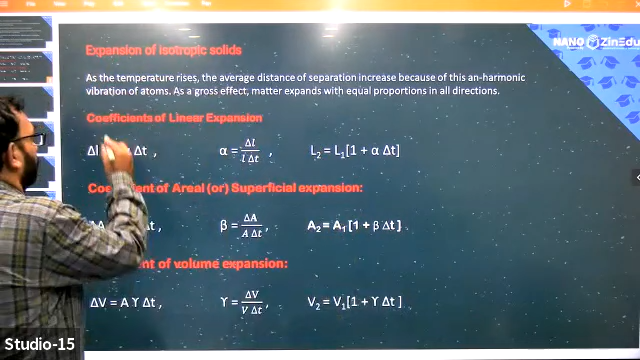 NANO ZinEdu
Expansion of isotropic solids
As the temperature rises, the average distance of separation increase because of this an-harmonic
vibration of atoms. As a gross effect, matter expands with equal proportions in all directions.
Coefficients of Linear Expansion
Δl Δt , α = Δl / l Δt , L₂ = L₁[1 + α Δt]
of Areal (or) Superficial expansion:
Δt , β = ΔA / A Δt , A₂ = A₁[1 + β Δt]
of volume expansion:
ΔV = A ϒ Δt , ϒ = ΔV / V Δt , V₂ = V₁[1 + ϒ Δt ]
Studio-15